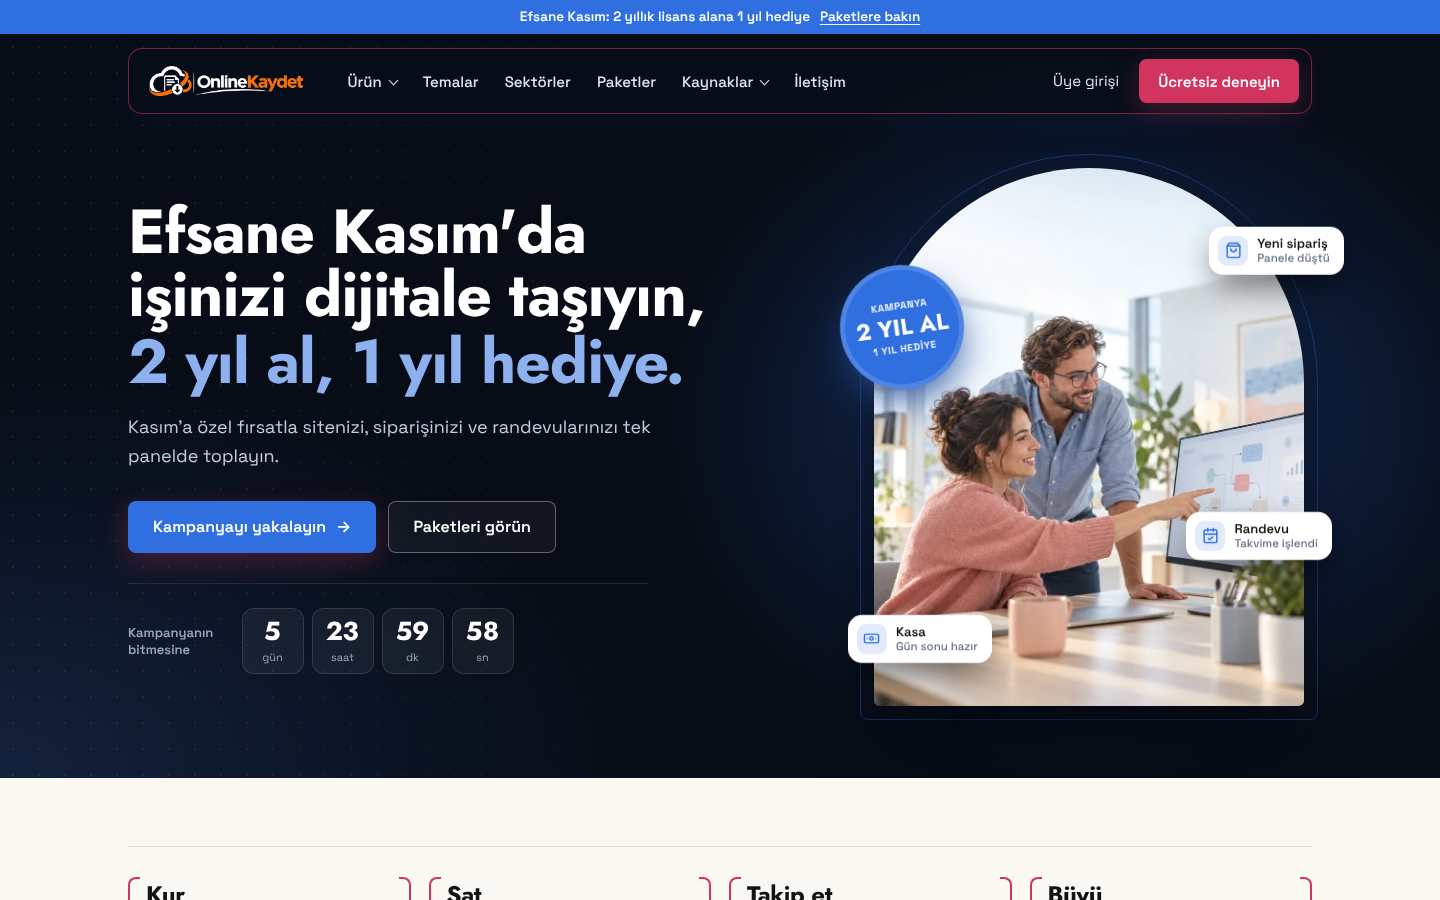 Efsane Kasım: 2 yıllık lisans alana 1 yıl hediye Paketlere bakın
OnlineKaydet
Ürün
Temalar
Sektörler
Paketler
Kaynaklar
İletişim
Üye girişi
Ücretsiz deneyin
Efsane Kasım'da
işinizi dijitale taşıyın,
2 yıl al, 1 yıl hediye.
Kasım'a özel fırsatla sitenizi, siparişinizi ve randevularınızı tek
panelde toplayın.
Kampanyayı yakalayın
Paketleri görün
Kampanyanın
bitmesine
5
gün
23
saat
59
dk
58
sn
KAMPANYA
2 YIL AL
1 YIL HEDİYE
Yeni sipariş
Panele düştü
Randevu
Takvime işlendi
Kasa
Gün sonu hazır
Kur
Sat
Takip et
Büyü